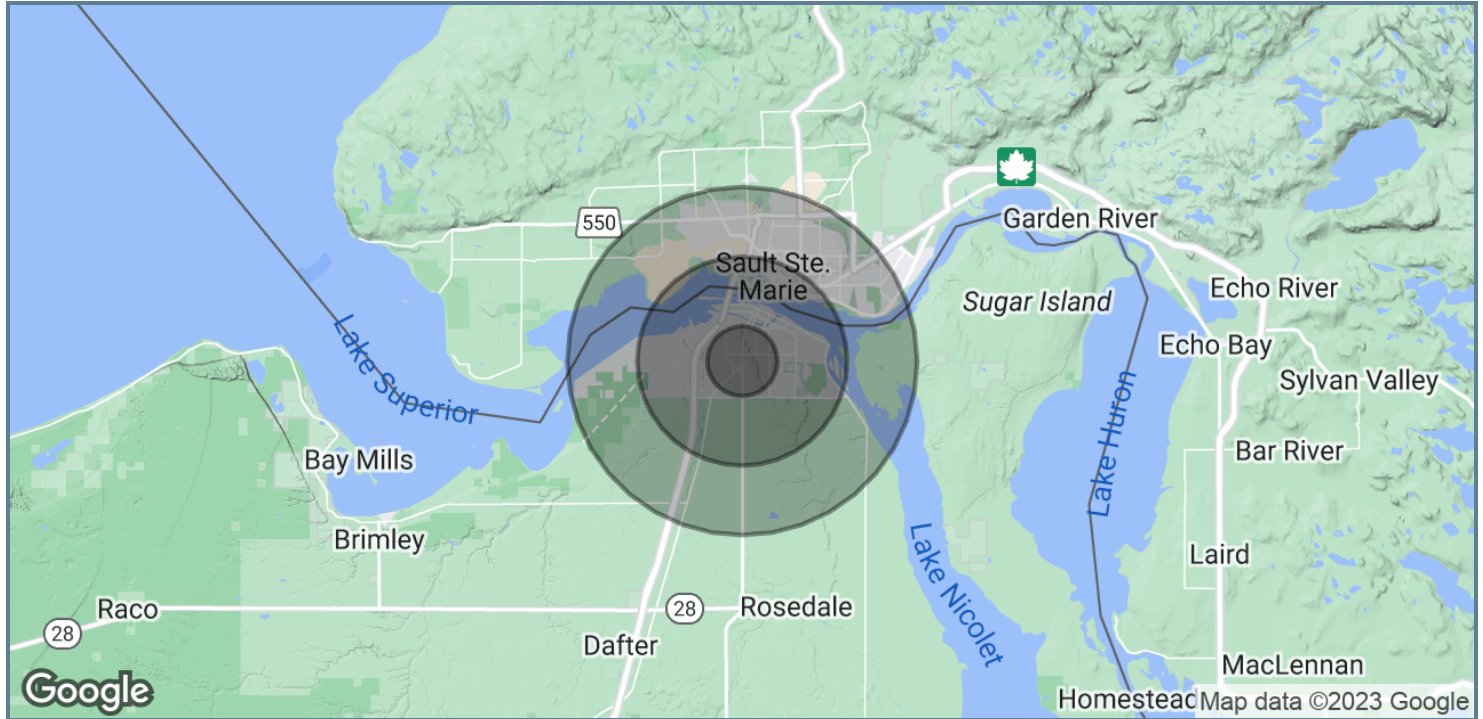 550
Garden River
Sault Ste.
Marie
Echo River
Sugar Island
Echo Bay
Lake Superior
Sylvan Valley
Lake Huron
Bar River
Bay Mills
Brimley
Lake Nicolet
Laird
Raco
28
28
Rosedale
Dafter
MacLennan
Google
Homestead
Map data ©2023 Google